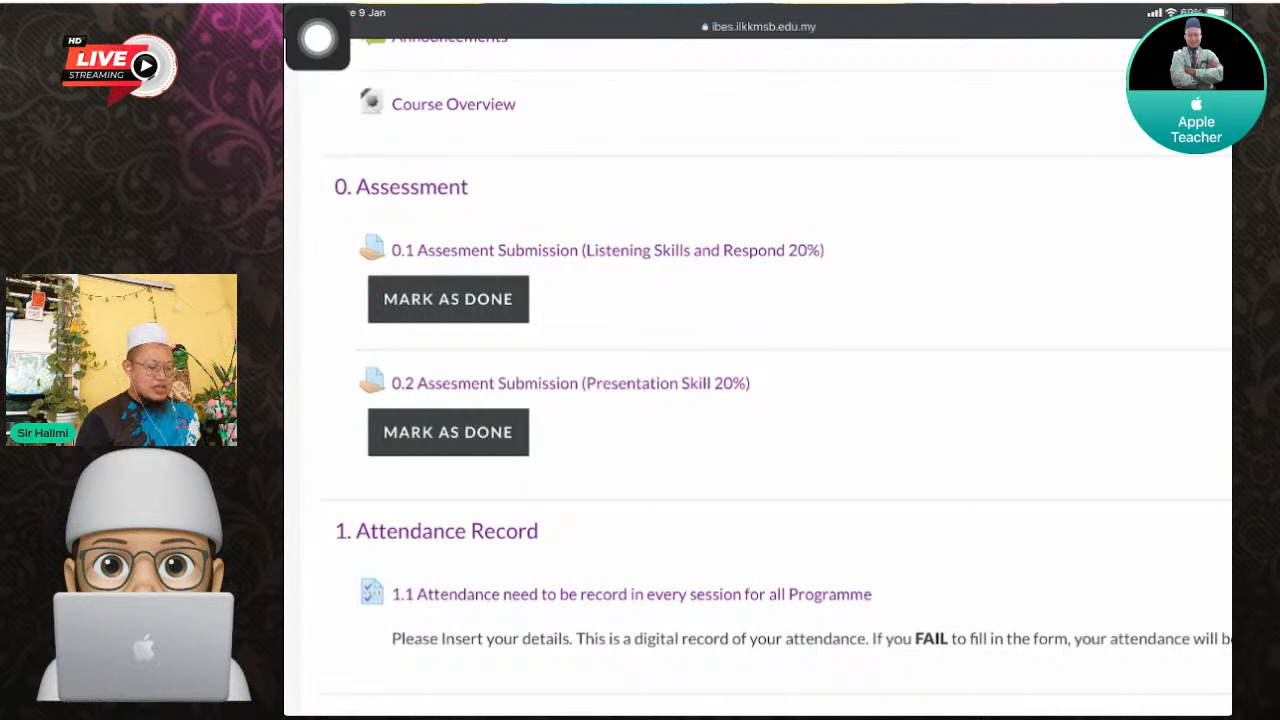 e 9 Jan
69%
ibes.ilkkmsb.edu.my
HD
LIVE
STREAMING
Apple
Teacher
Announcements
Course Overview
0. Assessment
0.1 Assesment Submission (Listening Skills and Respond 20%)
MARK AS DONE
0.2 Assesment Submission (Presentation Skill 20%)
MARK AS DONE
Sir Halimi
1. Attendance Record
1.1 Attendance need to be record in every session for all Programme
Please Insert your details. This is a digital record of your attendance. If you FAIL to fill in the form, your attendance will be